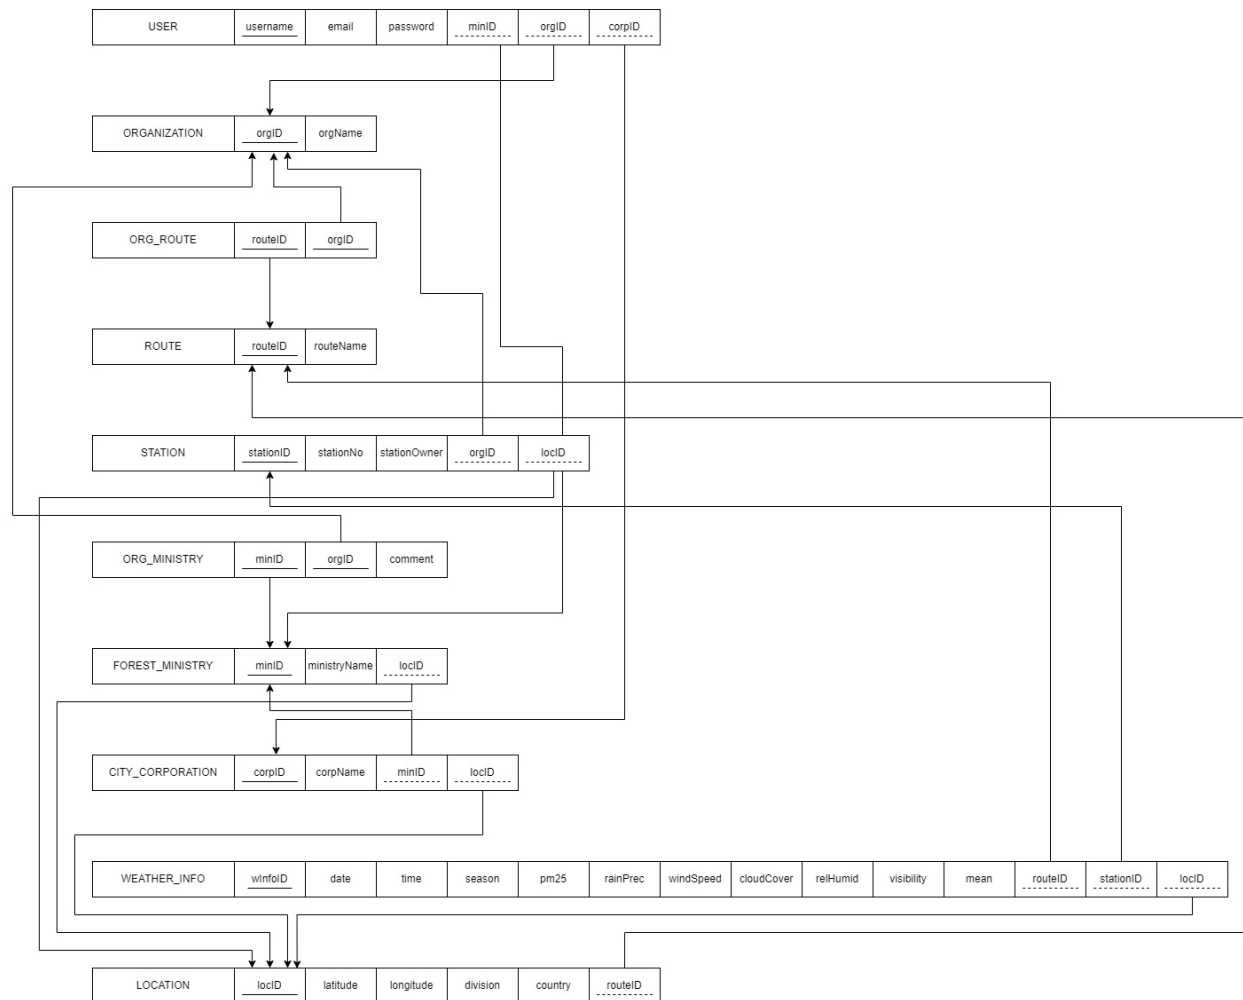 USER username email password minID orgID corpID
ORGANIZATION orgID orgName
ORG_ROUTE routeID orgID
ROUTE routeID routeName
STATION stationID stationNo stationOwner orgID locID
ORG_MINISTRY minID orgID comment
FOREST_MINISTRY minID ministryName locID
CITY_CORPORATION corpID corpName minID locID
WEATHER_INFO wInfoID date time season pm25 rainPrec windSpeed cloudCover relHumid visibility mean routeID stationID locID
LOCATION locID latitude longitude division country routeID